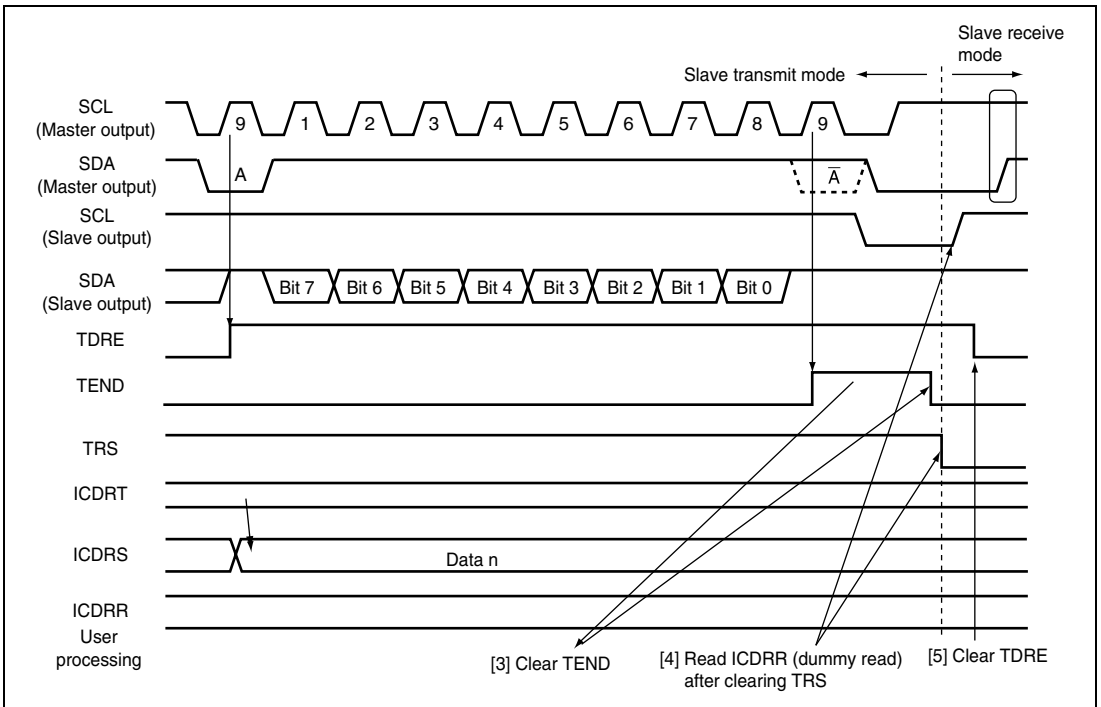 Slave receive
mode
Slave transmit mode
SCL
(Master output)
9 1 2 3 4 5 6 7 8 9
SDA
(Master output)
A A̅
SCL
(Slave output)
SDA
(Slave output)
Bit 7 Bit 6 Bit 5 Bit 4 Bit 3 Bit 2 Bit 1 Bit 0
TDRE
TEND
TRS
ICDRT
ICDRS
Data n
ICDRR
User
processing
[3] Clear TEND
[4] Read ICDRR (dummy read)
after clearing TRS
[5] Clear TDRE